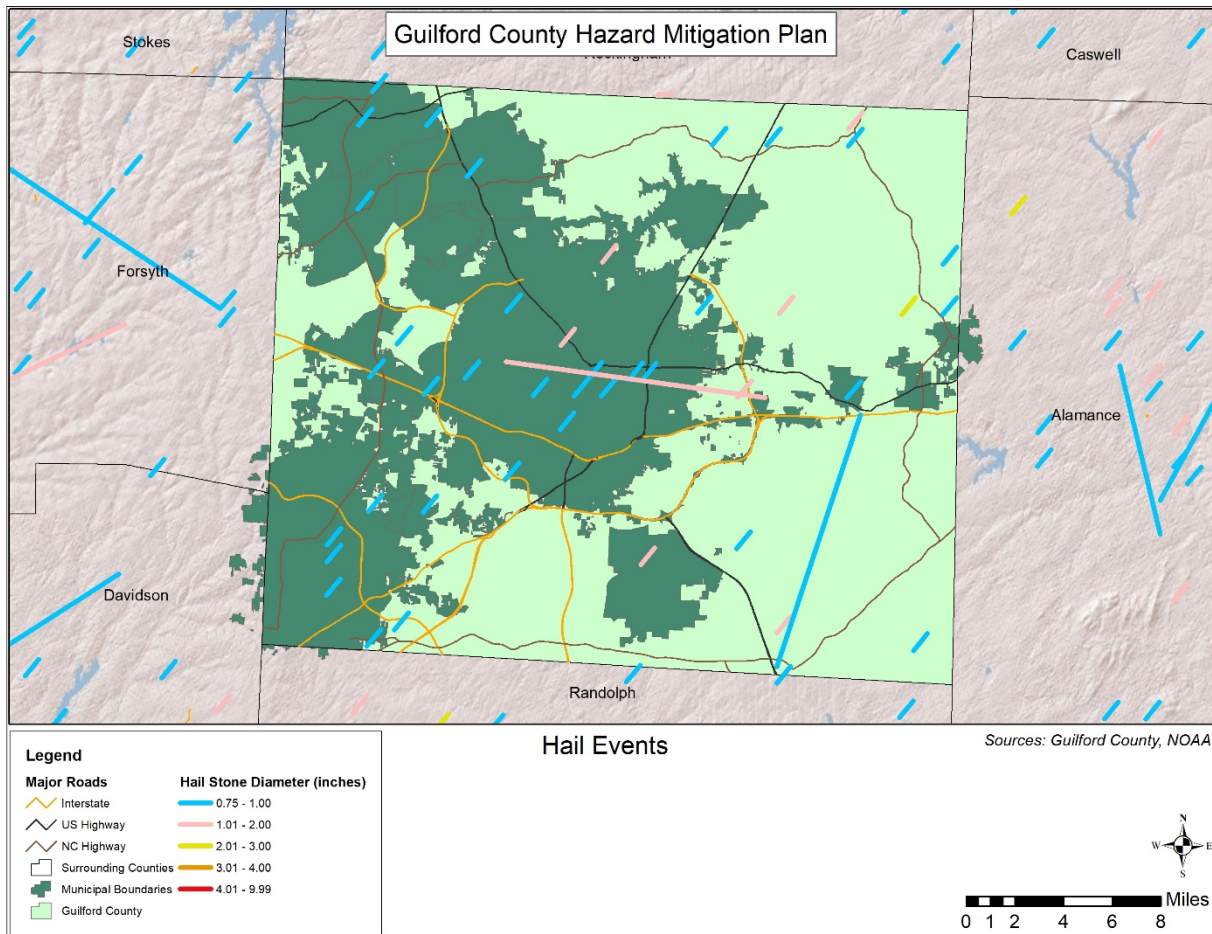 Guilford County Hazard Mitigation Plan
Stokes
Caswell
Rockingham
Forsyth
Alamance
Davidson
Randolph
Hail Events
Sources: Guilford County, NOAA
Legend
Major Roads
Interstate
US Highway
NC Highway
Surrounding Counties
Municipal Boundaries
Guilford County
Hail Stone Diameter (inches)
0.75 - 1.00
1.01 - 2.00
2.01 - 3.00
3.01 - 4.00
4.01 - 9.99
N
W E
S
Miles
0 1 2 4 6 8